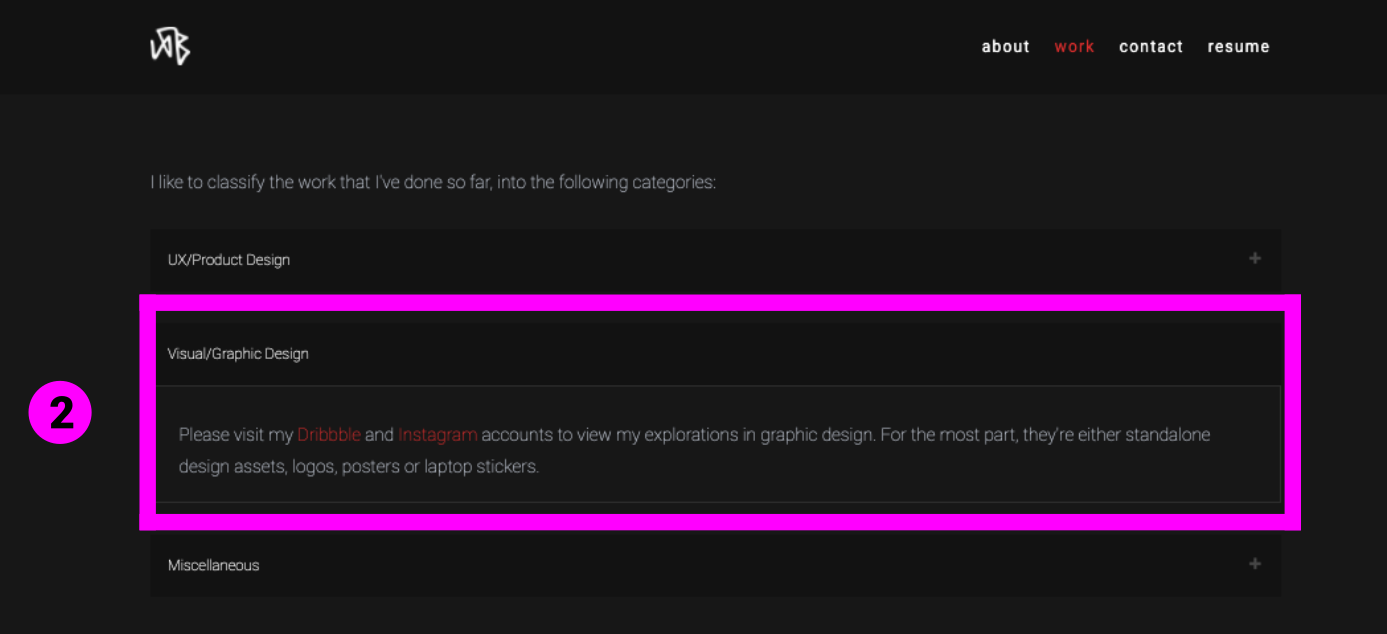 about work contact resume
I like to classify the work that I've done so far, into the following categories:
UX/Product Design +
Visual/Graphic Design
2
Please visit my Dribbble and Instagram accounts to view my explorations in graphic design. For the most part, they're either standalone
design assets, logos, posters or laptop stickers.
Miscellaneous +